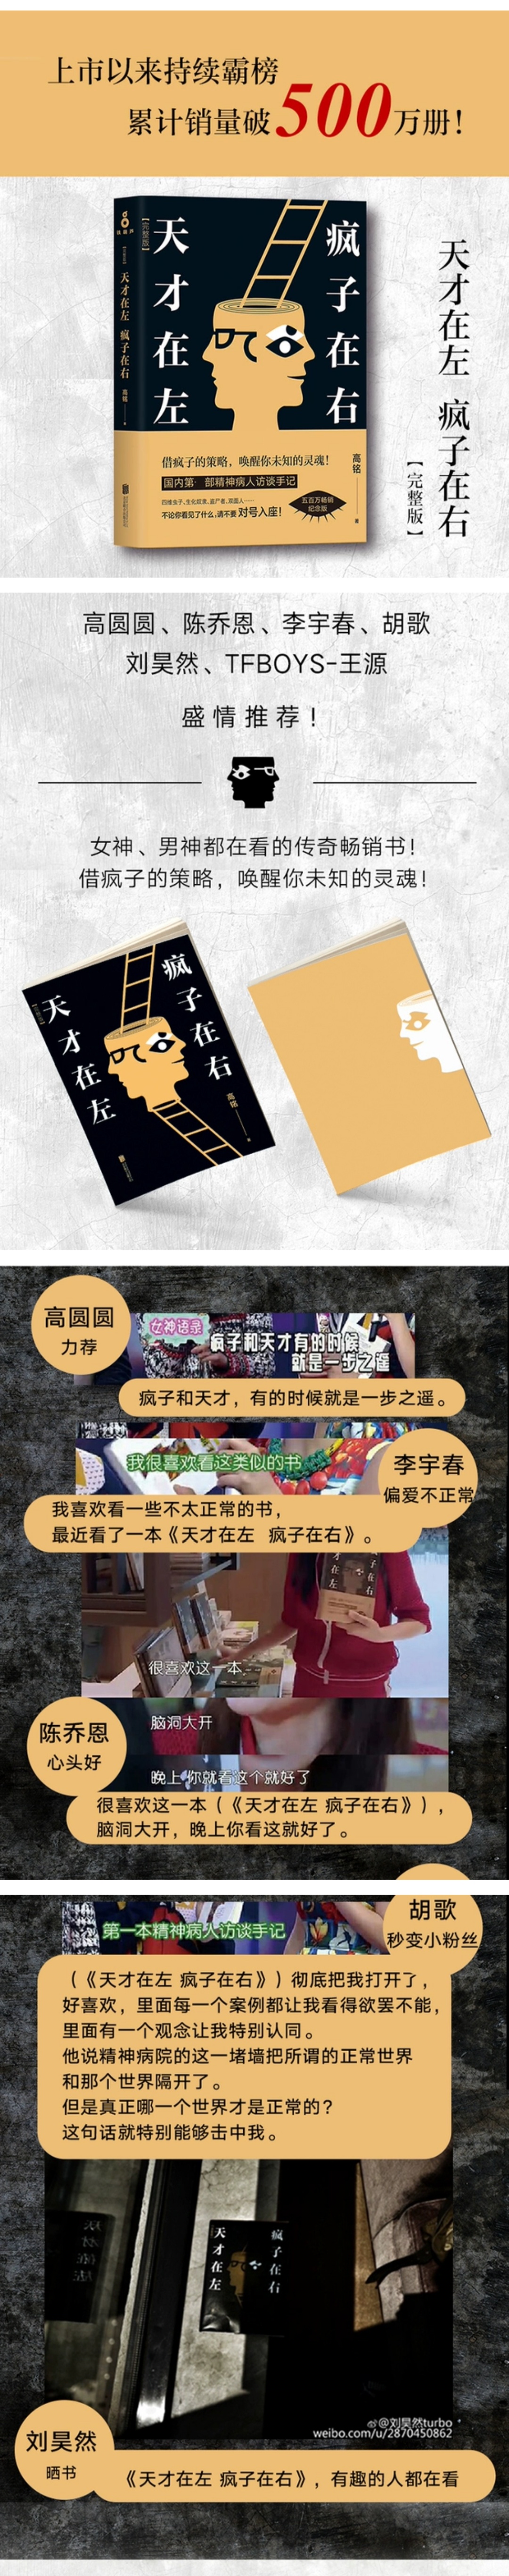 上市以来持续霸榜
累计销量破500万册！
天才在左
疯子在右
【完整版】
天才在左 疯子在右
高铭
借疯子的策略，唤醒你未知的灵魂！
国内第一部精神病人访谈手记
不论你看见了什么，请不要 对号入座！
五百万畅销
纪念版
高铭
著
天才在左 疯子在右
【完整版】
高圆圆、陈乔恩、李宇春、胡歌
刘昊然、TFBOYS-王源
盛情推荐！
女神、男神都在看的传奇畅销书！
借疯子的策略，唤醒你未知的灵魂！
天才在左
疯子在右
高铭
高圆圆
力荐
女神语录
疯子和天才有的时候
就是一步之遥
疯子和天才，有的时候就是一步之遥。
我很喜欢看这类似的书
李宇春
偏爱不正常
我喜欢看一些不太正常的书，
最近看了一本《天才在左 疯子在右》。
很喜欢这一本
陈乔恩
心头好
脑洞大开
晚上你就看这个就好了
很喜欢这一本（《天才在左 疯子在右》），
脑洞大开，晚上你看这就好了。
第一本精神病人访谈手记
胡歌
秒变小粉丝
（《天才在左 疯子在右》）彻底把我打开了，
好喜欢，里面每一个案例都让我看得欲罢不能，
里面有一个观念让我特别认同。
他说精神病院的这一堵墙把所谓的正常世界
和那个世界隔开了。
但是真正哪一个世界才是正常的？
这句话就特别能够击中我。
天才在左
疯子在右
@刘昊然turbo
weibo.com/u/2870450862
刘昊然
晒书
《天才在左 疯子在右》，有趣的人都在看